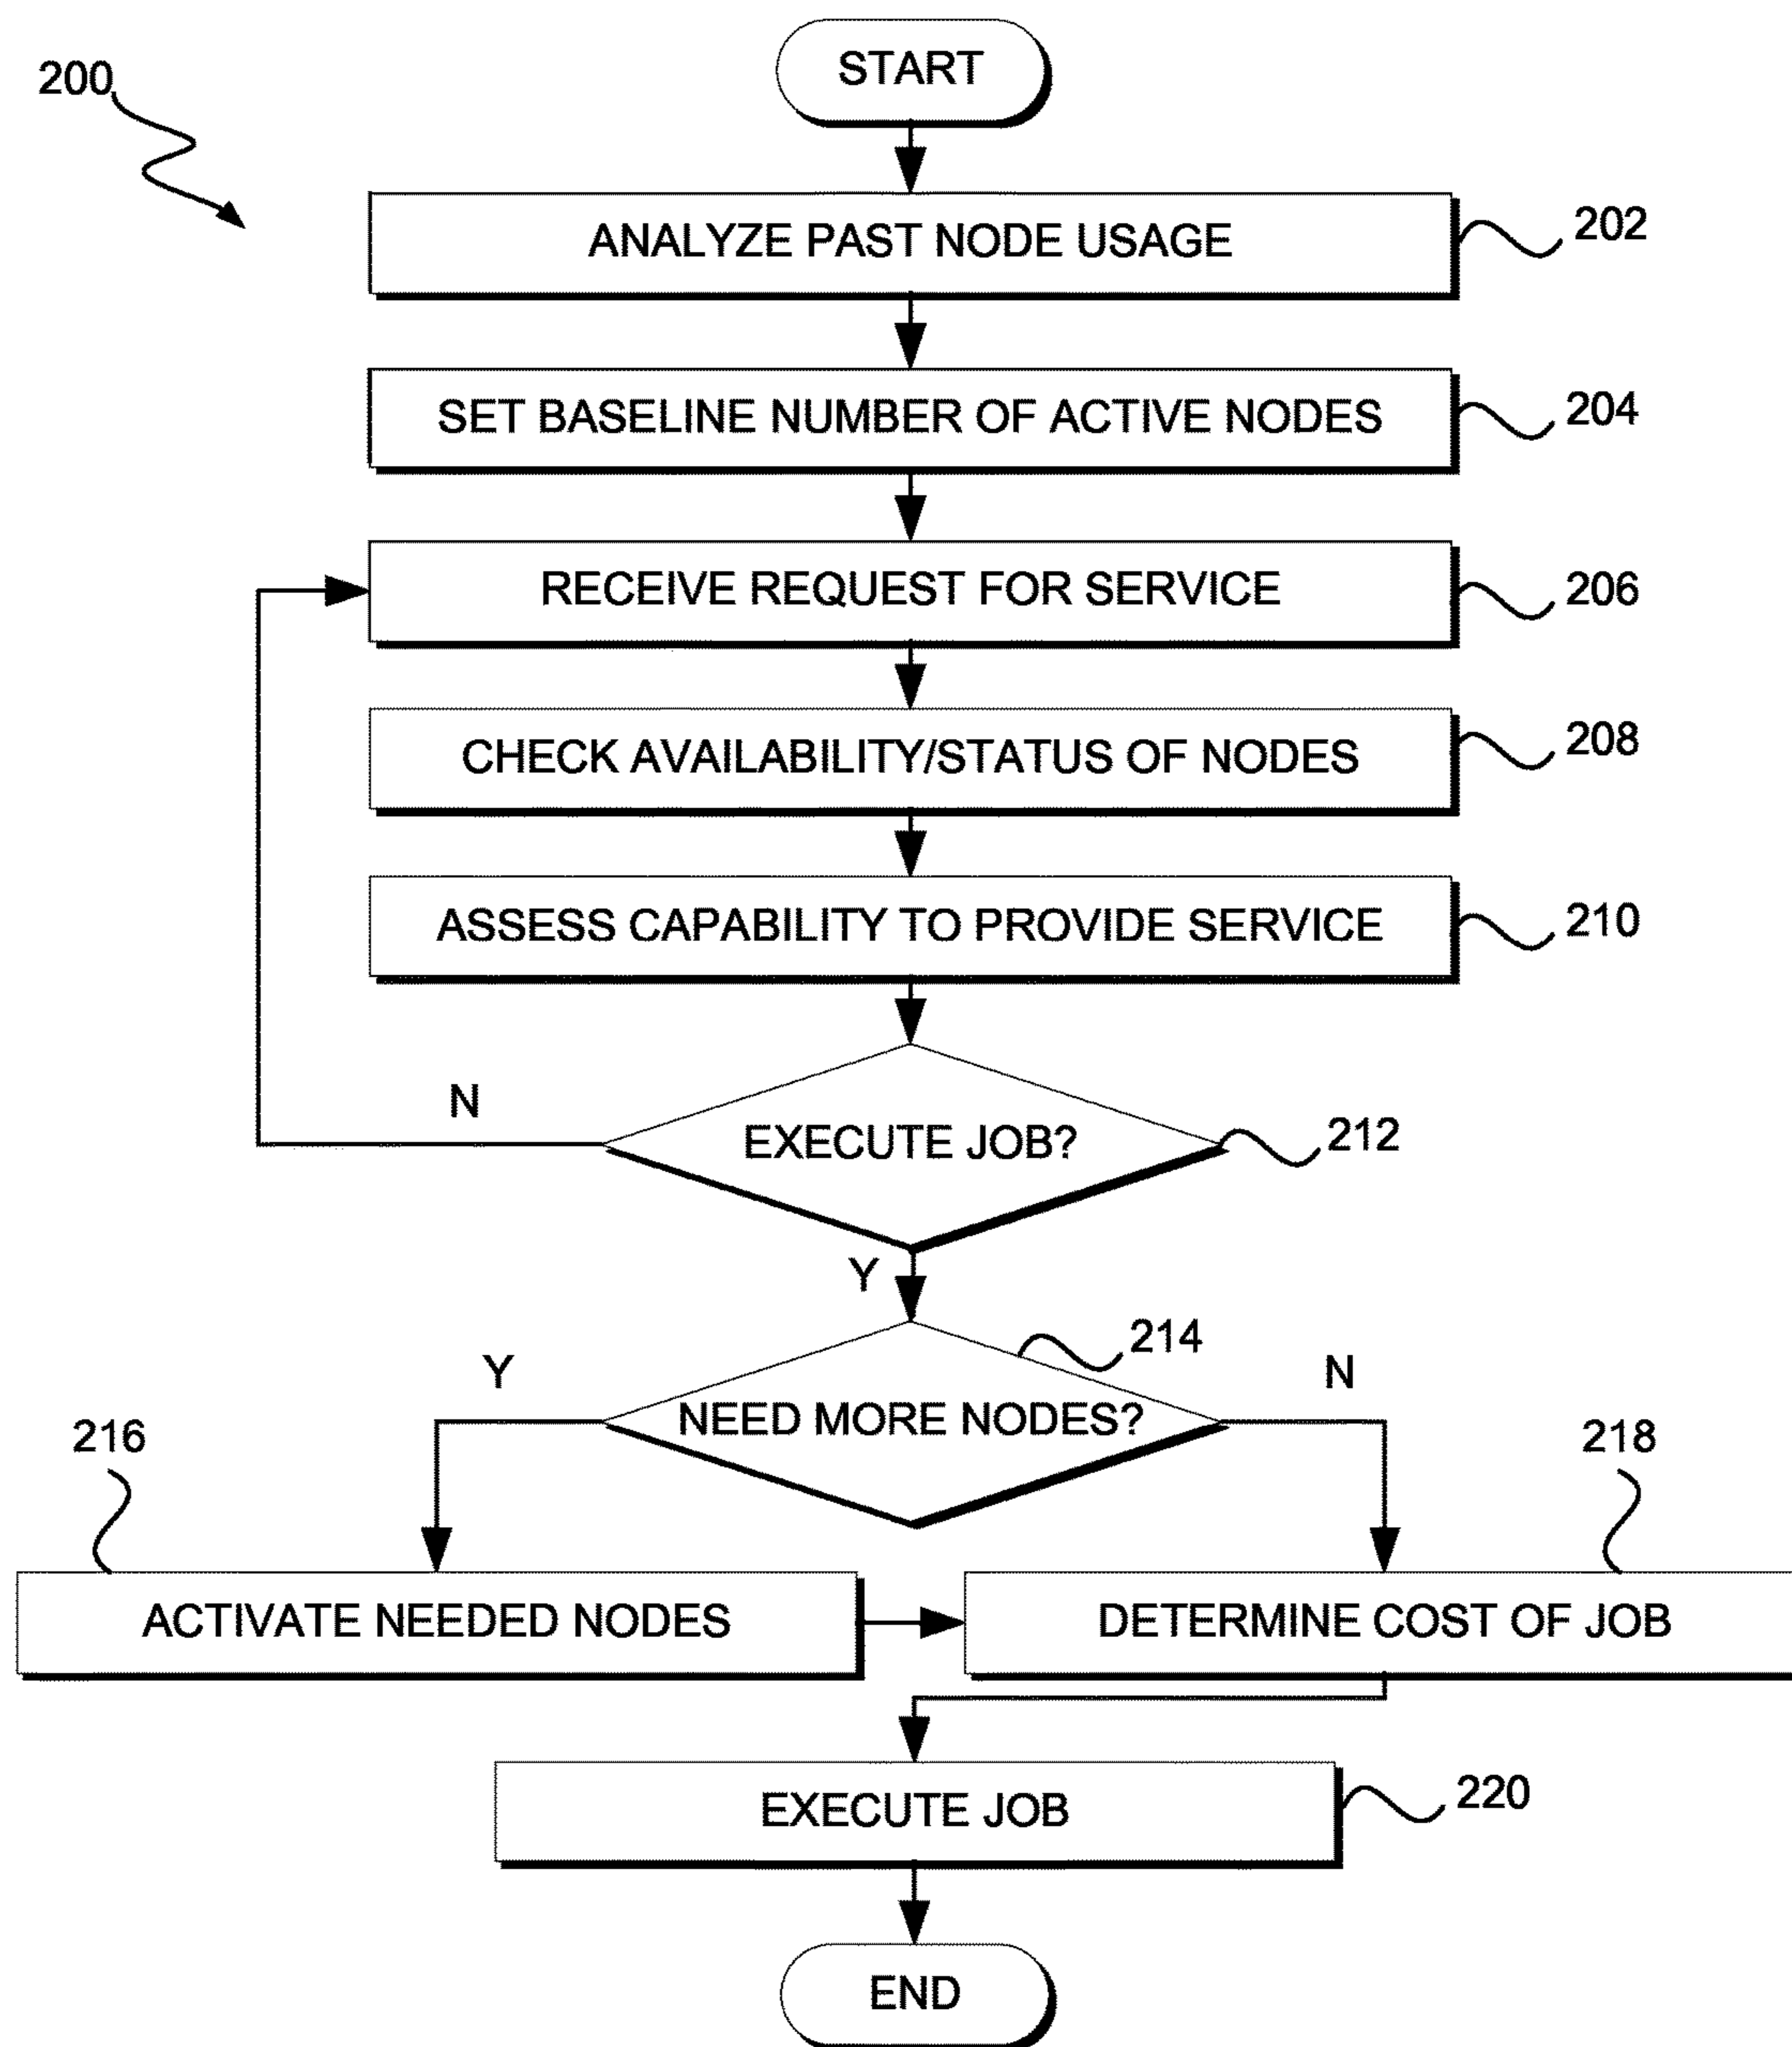 START
200
ANALYZE PAST NODE USAGE
202
SET BASELINE NUMBER OF ACTIVE NODES
204
RECEIVE REQUEST FOR SERVICE
206
CHECK AVAILABILITY/STATUS OF NODES
208
ASSESS CAPABILITY TO PROVIDE SERVICE
210
N
EXECUTE JOB?
212
Y
214
Y
N
NEED MORE NODES?
216
218
ACTIVATE NEEDED NODES
DETERMINE COST OF JOB
EXECUTE JOB
220
END